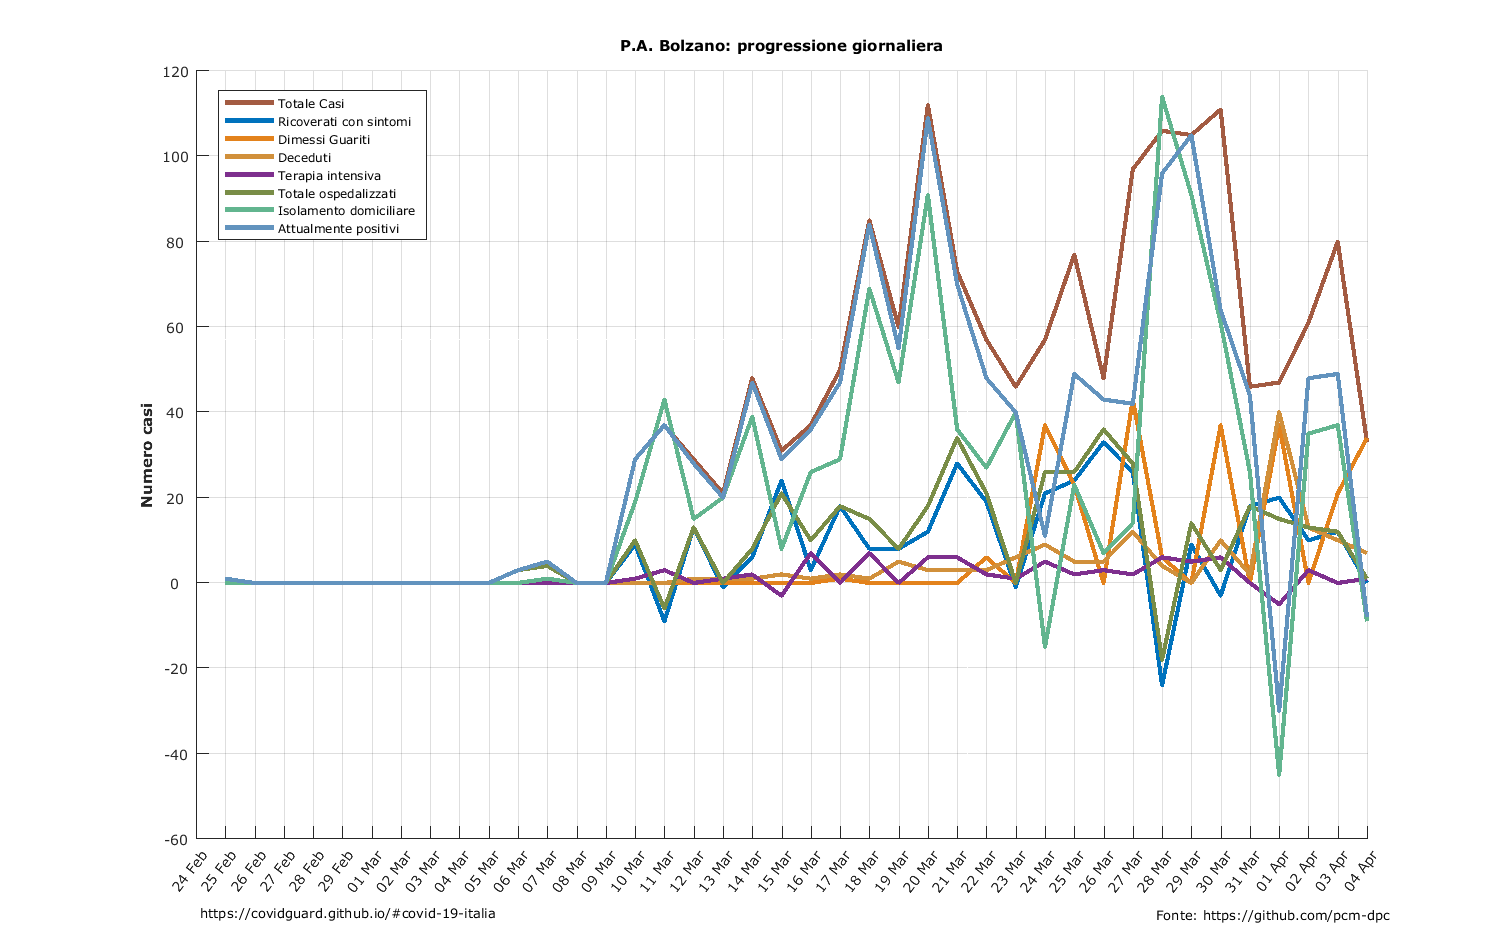 P.A. Bolzano: progressione giornaliera
Numero casi
120
100
80
60
40
20
0
-20
-40
-60
Totale Casi
Ricoverati con sintomi
Dimessi Guariti
Deceduti
Terapia intensiva
Totale ospedalizzati
Isolamento domiciliare
Attualmente positivi
24 Feb
25 Feb
26 Feb
27 Feb
28 Feb
29 Feb
01 Mar
02 Mar
03 Mar
04 Mar
05 Mar
06 Mar
07 Mar
08 Mar
09 Mar
10 Mar
11 Mar
12 Mar
13 Mar
14 Mar
15 Mar
16 Mar
17 Mar
18 Mar
19 Mar
20 Mar
21 Mar
22 Mar
23 Mar
24 Mar
25 Mar
26 Mar
27 Mar
28 Mar
29 Mar
30 Mar
31 Mar
01 Apr
02 Apr
03 Apr
04 Apr
https://covidguard.github.io/#covid-19-italia
Fonte: https://github.com/pcm-dpc